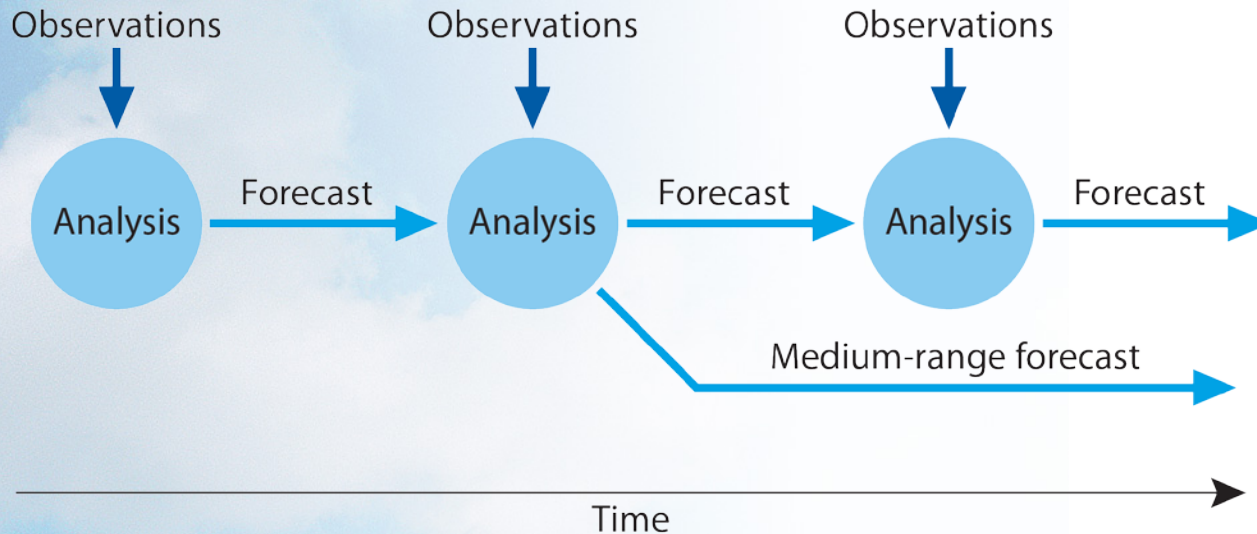 Observations
Observations
Observations
Analysis
Forecast
Analysis
Forecast
Analysis
Forecast
Medium-range forecast
Time